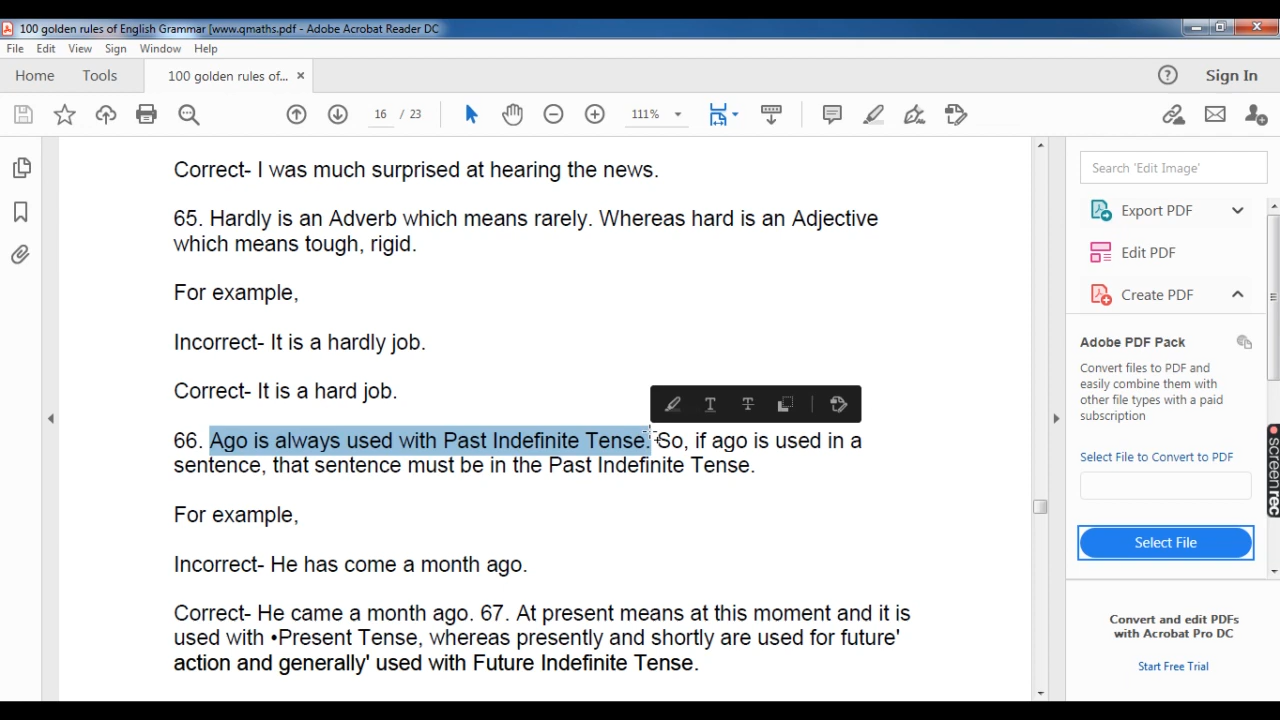 100 golden rules of English Grammar [www.qmaths.pdf - Adobe Acrobat Reader DC
File Edit View Sign Window Help
Home Tools 100 golden rules of... × Sign In
16 / 23 111%
Correct- I was much surprised at hearing the news.
65. Hardly is an Adverb which means rarely. Whereas hard is an Adjective
which means tough, rigid.
For example,
Incorrect- It is a hardly job.
Correct- It is a hard job.
66. Ago is always used with Past Indefinite Tense. So, if ago is used in a
sentence, that sentence must be in the Past Indefinite Tense.
For example,
Incorrect- He has come a month ago.
Correct- He came a month ago. 67. At present means at this moment and it is
used with •Present Tense, whereas presently and shortly are used for future'
action and generally' used with Future Indefinite Tense.
Search 'Edit Image'
Export PDF
Edit PDF
Create PDF
Adobe PDF Pack
Convert files to PDF and
easily combine them with
other file types with a paid
subscription
Select File to Convert to PDF
Select File
Convert and edit PDFs
with Acrobat Pro DC
Start Free Trial
screenrec